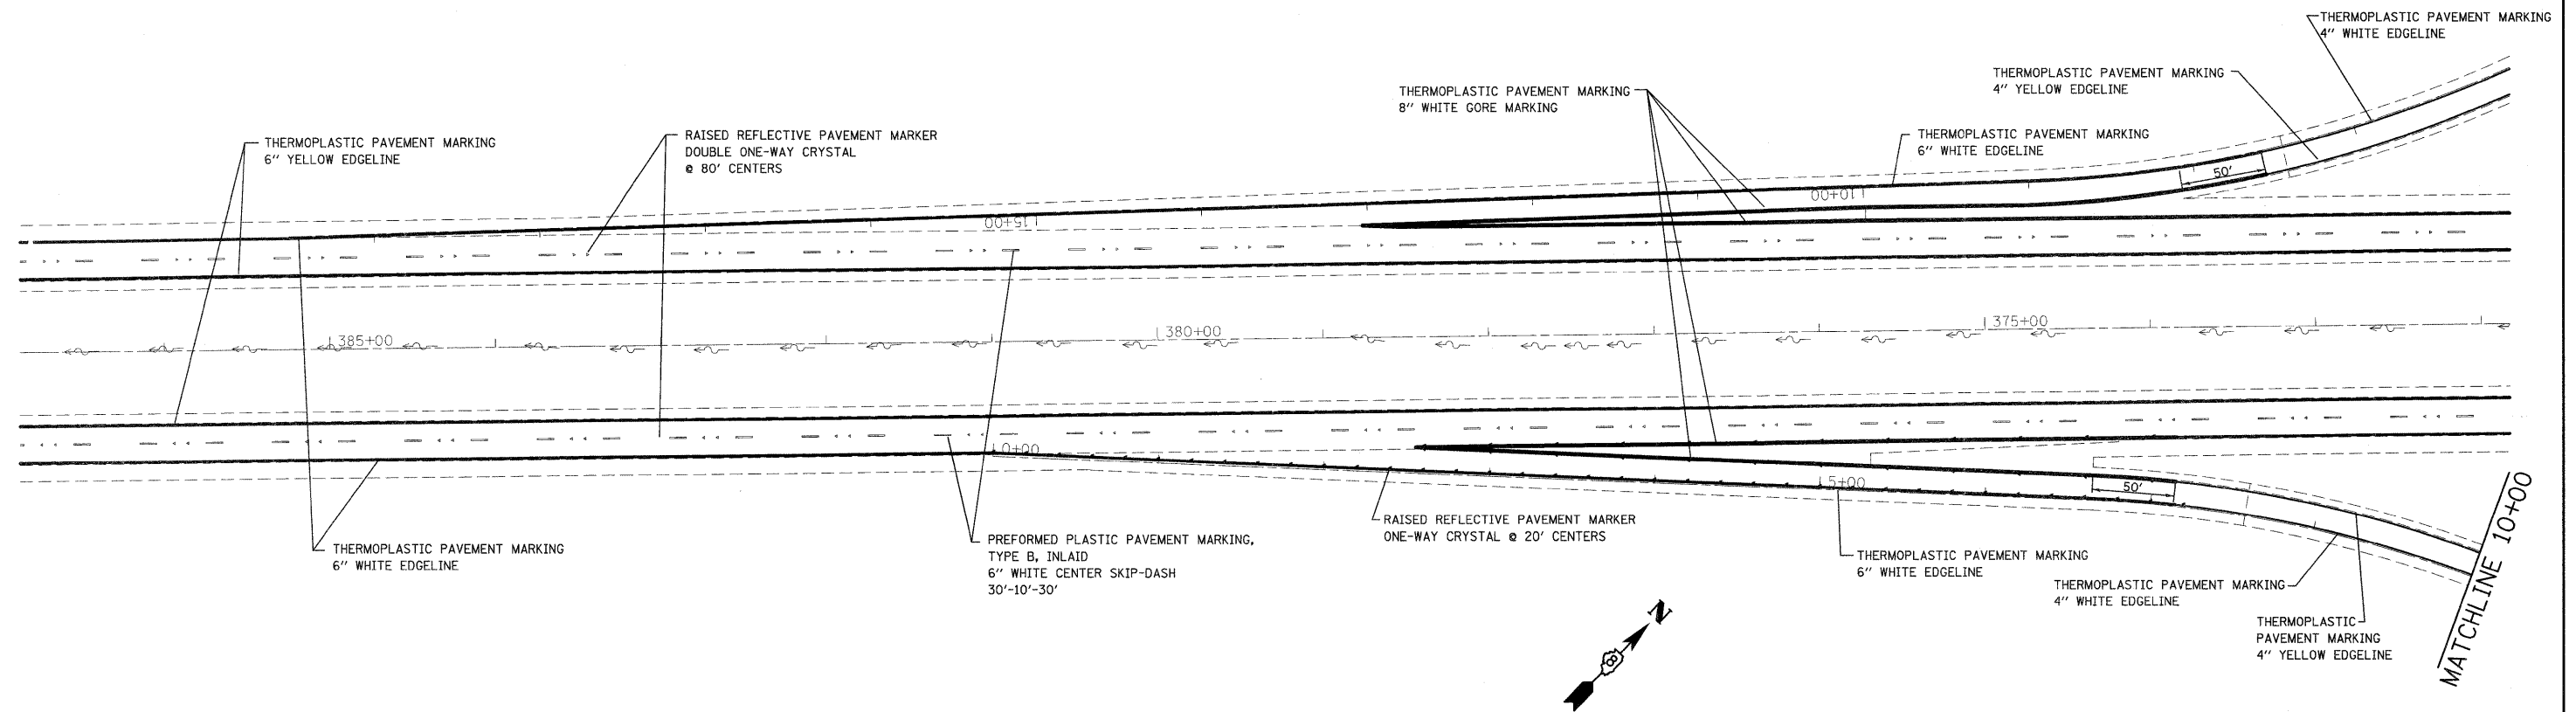 THERMOPLASTIC PAVEMENT MARKING
4" WHITE EDGELINE
THERMOPLASTIC PAVEMENT MARKING
4" YELLOW EDGELINE
THERMOPLASTIC PAVEMENT MARKING
8" WHITE GORE MARKING
THERMOPLASTIC PAVEMENT MARKING
6" WHITE EDGELINE
RAISED REFLECTIVE PAVEMENT MARKER
DOUBLE ONE-WAY CRYSTAL
@ 80' CENTERS
THERMOPLASTIC PAVEMENT MARKING
6" YELLOW EDGELINE
50'
10+00
15+00
375+00
380+00
385+00
0+00
5+00
50'
RAISED REFLECTIVE PAVEMENT MARKER
ONE-WAY CRYSTAL @ 20' CENTERS
PREFORMED PLASTIC PAVEMENT MARKING,
TYPE B, INLAID
6" WHITE CENTER SKIP-DASH
30'-10'-30'
THERMOPLASTIC PAVEMENT MARKING
6" WHITE EDGELINE
THERMOPLASTIC PAVEMENT MARKING
6" WHITE EDGELINE
THERMOPLASTIC PAVEMENT MARKING
4" WHITE EDGELINE
THERMOPLASTIC
PAVEMENT MARKING
4" YELLOW EDGELINE
MATCHLINE 10+00
N